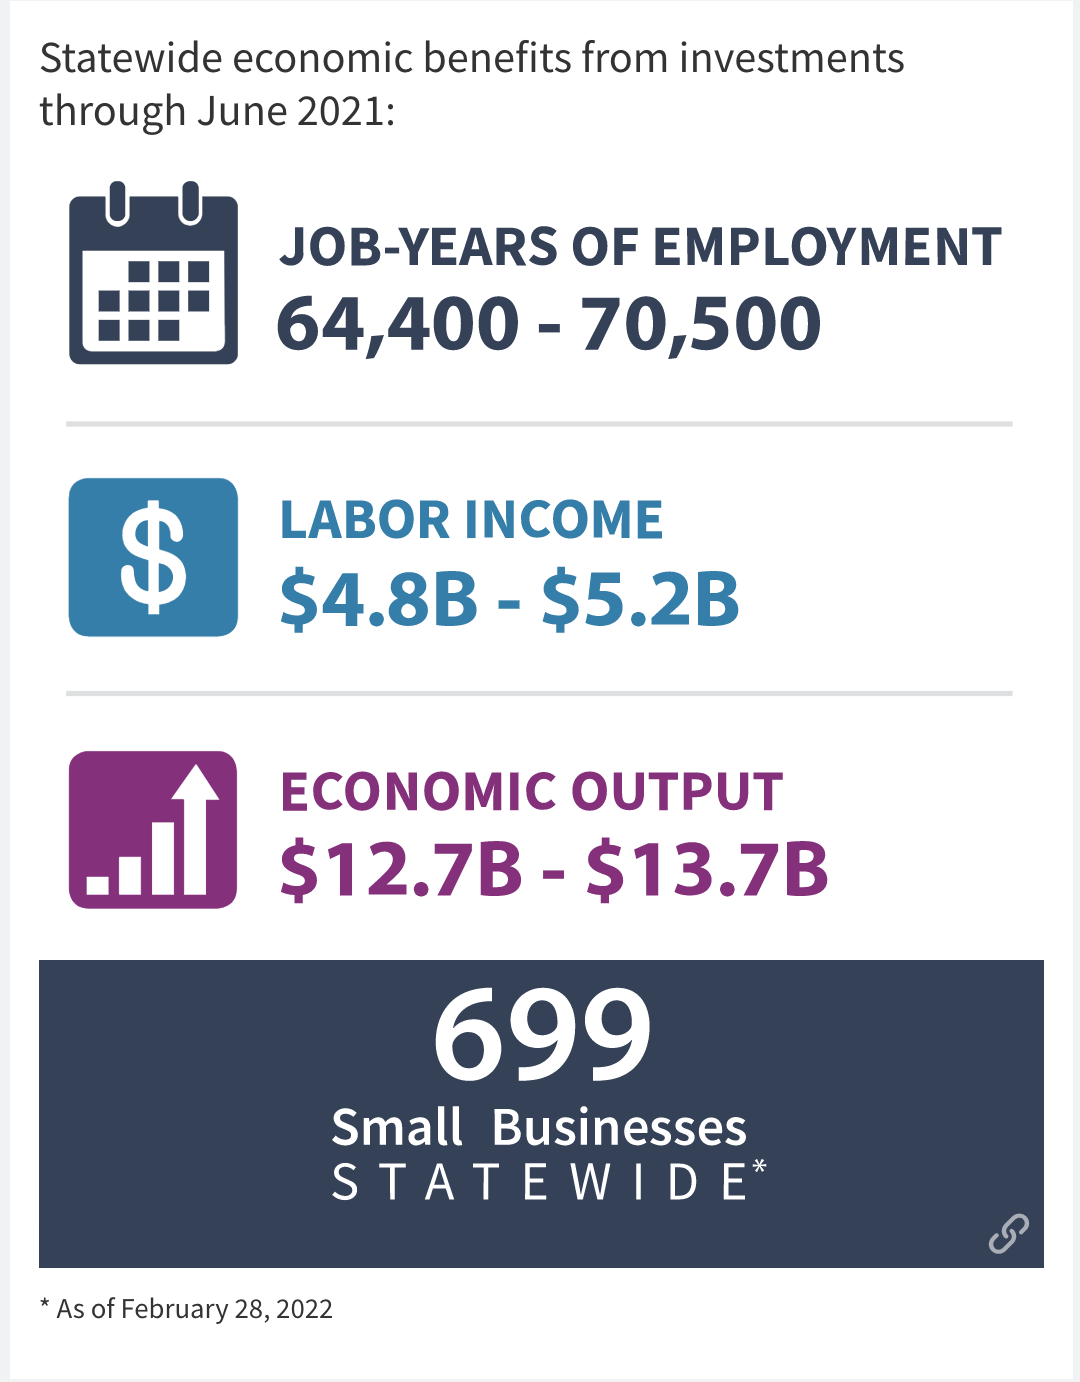 Statewide economic benefits from investments
through June 2021:
JOB-YEARS OF EMPLOYMENT
64,400 - 70,500
$
LABOR INCOME
$4.8B - $5.2B
ECONOMIC OUTPUT
$12.7B - $13.7B
699
Small Businesses
STATEWIDE*
* As of February 28, 2022